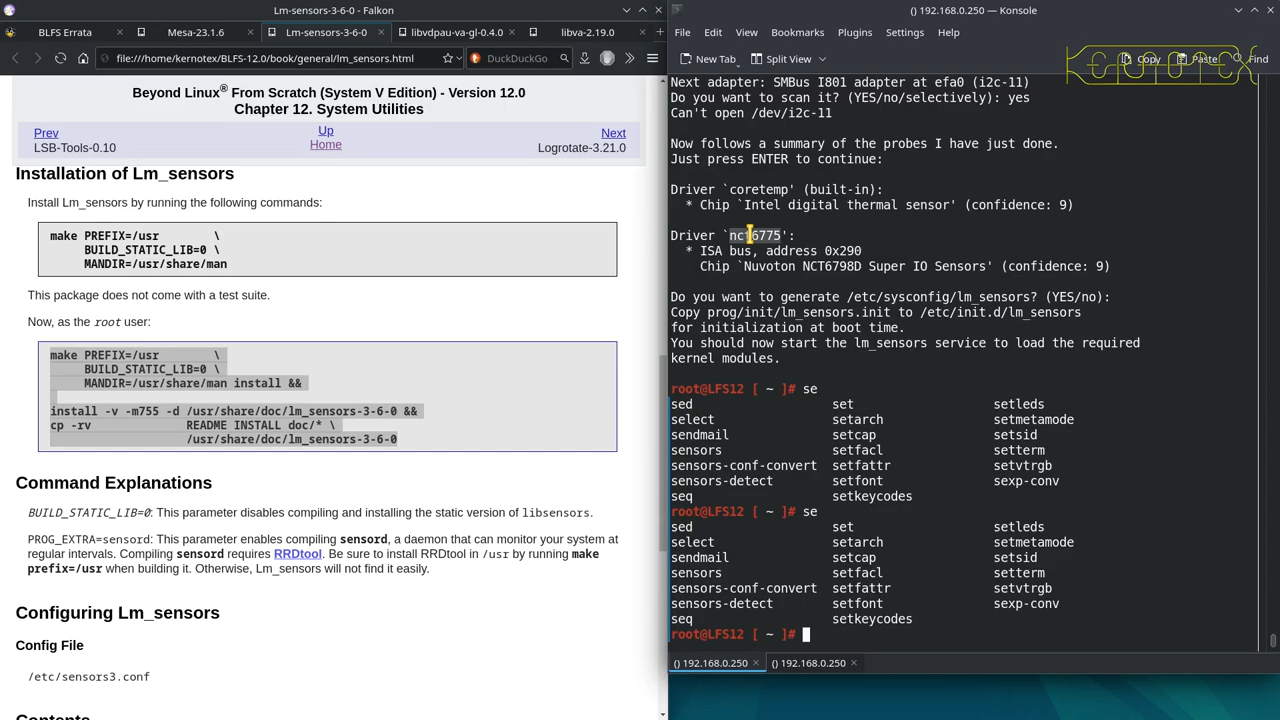 Lm-sensors-3-6-0 - Falkon
BLFS Errata
Mesa-23.1.6
Lm-sensors-3-6-0
libvdpau-va-gl-0.4.0
libva-2.19.0
file:///home/kernotex/BLFS-12.0/book/general/lm_sensors.html
DuckDuckGo
Beyond Linux® From Scratch (System V Edition) - Version 12.0
Chapter 12. System Utilities
Prev
Up
Next
LSB-Tools-0.10
Home
Logrotate-3.21.0
Installation of Lm_sensors
Install Lm_sensors by running the following commands:
make PREFIX=/usr \
BUILD_STATIC_LIB=0 \
MANDIR=/usr/share/man
This package does not come with a test suite.
Now, as the root user:
make PREFIX=/usr \
BUILD_STATIC_LIB=0 \
MANDIR=/usr/share/man install &&
install -v -m755 -d /usr/share/doc/lm_sensors-3-6-0 &&
cp -rv README INSTALL doc/* \
/usr/share/doc/lm_sensors-3-6-0
Command Explanations
BUILD_STATIC_LIB=0: This parameter disables compiling and installing the static version of libsensors.
PROG_EXTRA=sensord: This parameter enables compiling sensord, a daemon that can monitor your system at
regular intervals. Compiling sensord requires RRDtool. Be sure to install RRDtool in /usr by running make
prefix=/usr when building it. Otherwise, Lm_sensors will not find it easily.
Configuring Lm_sensors
Config File
/etc/sensors3.conf
Contents
() 192.168.0.250 — Konsole
File Edit View Bookmarks Plugins Settings Help
New Tab Split View Copy Paste Find
Kernotex
Next adapter: SMBus I801 adapter at efa0 (i2c-11)
Do you want to scan it? (YES/no/selectively): yes
Can't open /dev/i2c-11
Now follows a summary of the probes I have just done.
Just press ENTER to continue:
Driver `coretemp' (built-in):
* Chip `Intel digital thermal sensor' (confidence: 9)
Driver `nct6775':
* ISA bus, address 0x290
Chip `Nuvoton NCT6798D Super IO Sensors' (confidence: 9)
Do you want to generate /etc/sysconfig/lm_sensors? (YES/no):
Copy prog/init/lm_sensors.init to /etc/init.d/lm_sensors
for initialization at boot time.
You should now start the lm_sensors service to load the required
kernel modules.
root@LFS12 [ ~ ]# se
sed set setleds
select setarch setmetamode
sendmail setcap setsid
sensors setfacl setterm
sensors-conf-convert setfattr setvtrgb
sensors-detect setfont sexp-conv
seq setkeycodes
root@LFS12 [ ~ ]# se
sed set setleds
select setarch setmetamode
sendmail setcap setsid
sensors setfacl setterm
sensors-conf-convert setfattr setvtrgb
sensors-detect setfont sexp-conv
seq setkeycodes
root@LFS12 [ ~ ]#
() 192.168.0.250
() 192.168.0.250